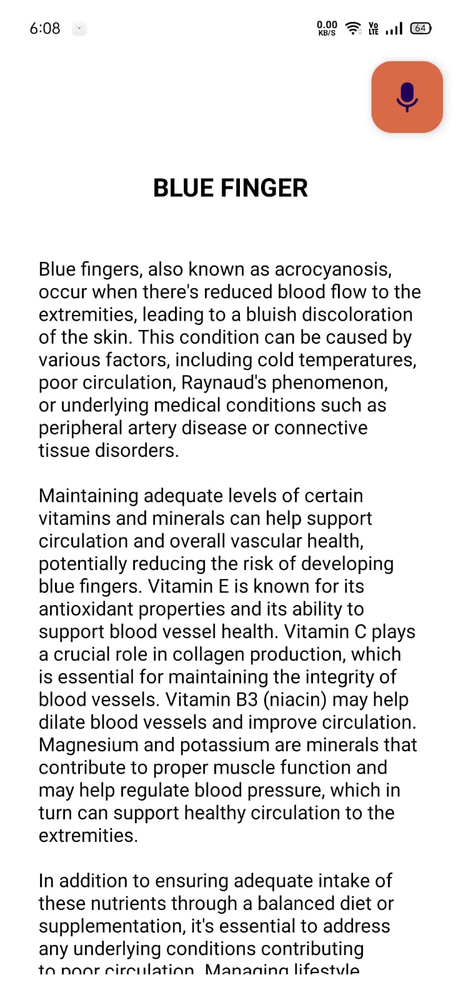 6:08
0.00
KB/S
Vo
LTE
64
BLUE FINGER
Blue fingers, also known as acrocyanosis,
occur when there's reduced blood flow to the
extremities, leading to a bluish discoloration
of the skin. This condition can be caused by
various factors, including cold temperatures,
poor circulation, Raynaud's phenomenon,
or underlying medical conditions such as
peripheral artery disease or connective
tissue disorders.
Maintaining adequate levels of certain
vitamins and minerals can help support
circulation and overall vascular health,
potentially reducing the risk of developing
blue fingers. Vitamin E is known for its
antioxidant properties and its ability to
support blood vessel health. Vitamin C plays
a crucial role in collagen production, which
is essential for maintaining the integrity of
blood vessels. Vitamin B3 (niacin) may help
dilate blood vessels and improve circulation.
Magnesium and potassium are minerals that
contribute to proper muscle function and
may help regulate blood pressure, which in
turn can support healthy circulation to the
extremities.
In addition to ensuring adequate intake of
these nutrients through a balanced diet or
supplementation, it's essential to address
any underlying conditions contributing
to poor circulation. Managing lifestyle